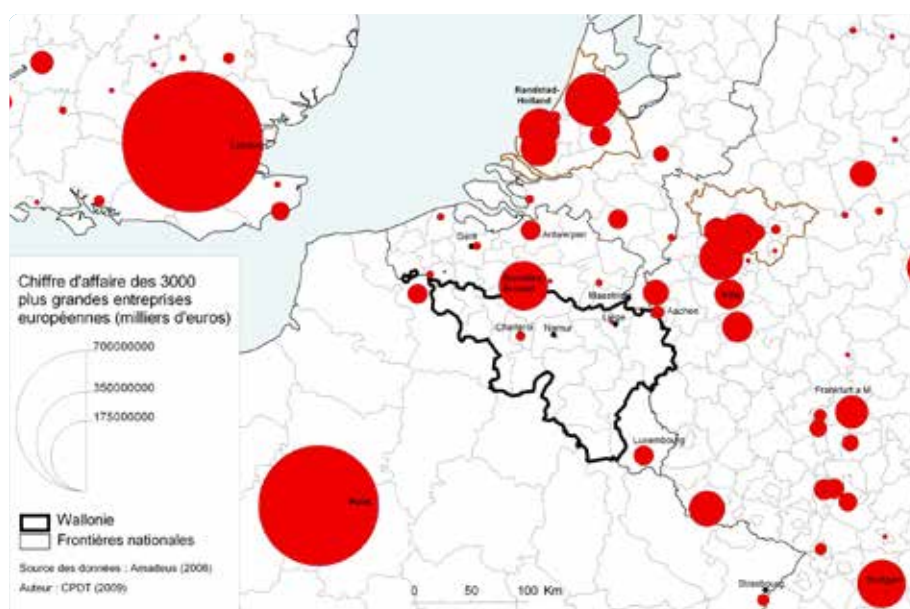 Randstad-
Holland
London
Gent
Antwerpen
Maastricht
Aachen
Liège
Charleroi
Namur
Frankfurt a.M.
Luxembourg
Paris
Strasbourg
Stuttgart
Chiffre d'affaire des 3000
plus grandes entreprises
européennes (milliers d'euros)
700000000
350000000
175000000
Wallonie
Frontières nationales
Source des données : Amadeus (2008)
Auteur : CPDT (2009)
0 50 100 Km